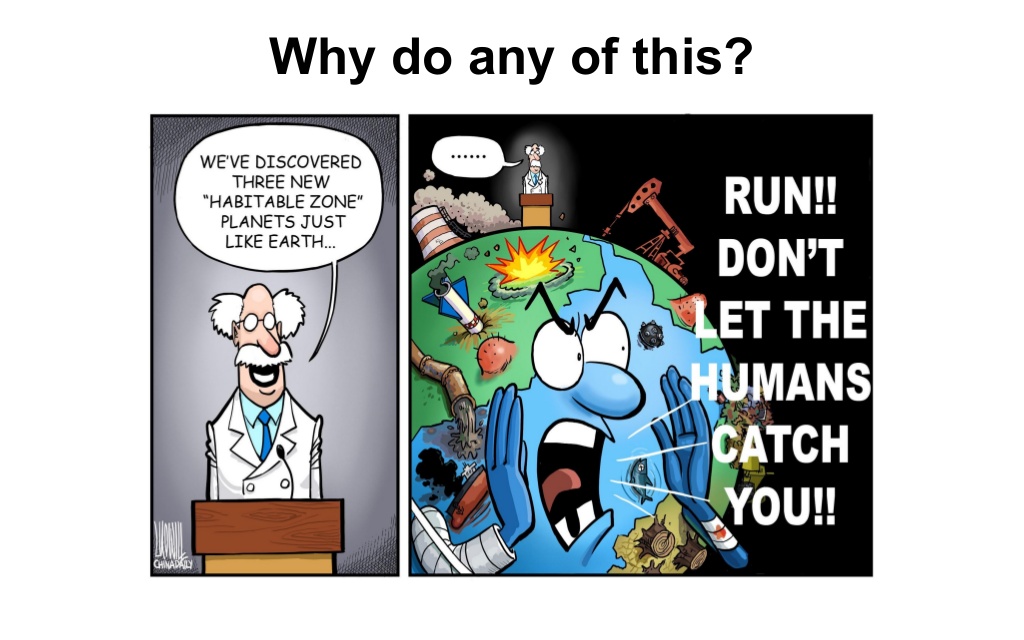 Why do any of this?
WE'VE DISCOVERED
THREE NEW
"HABITABLE ZONE"
PLANETS JUST
LIKE EARTH...
......
RUN!!
DON'T
LET THE
HUMANS
CATCH
YOU!!
CHINADAILY